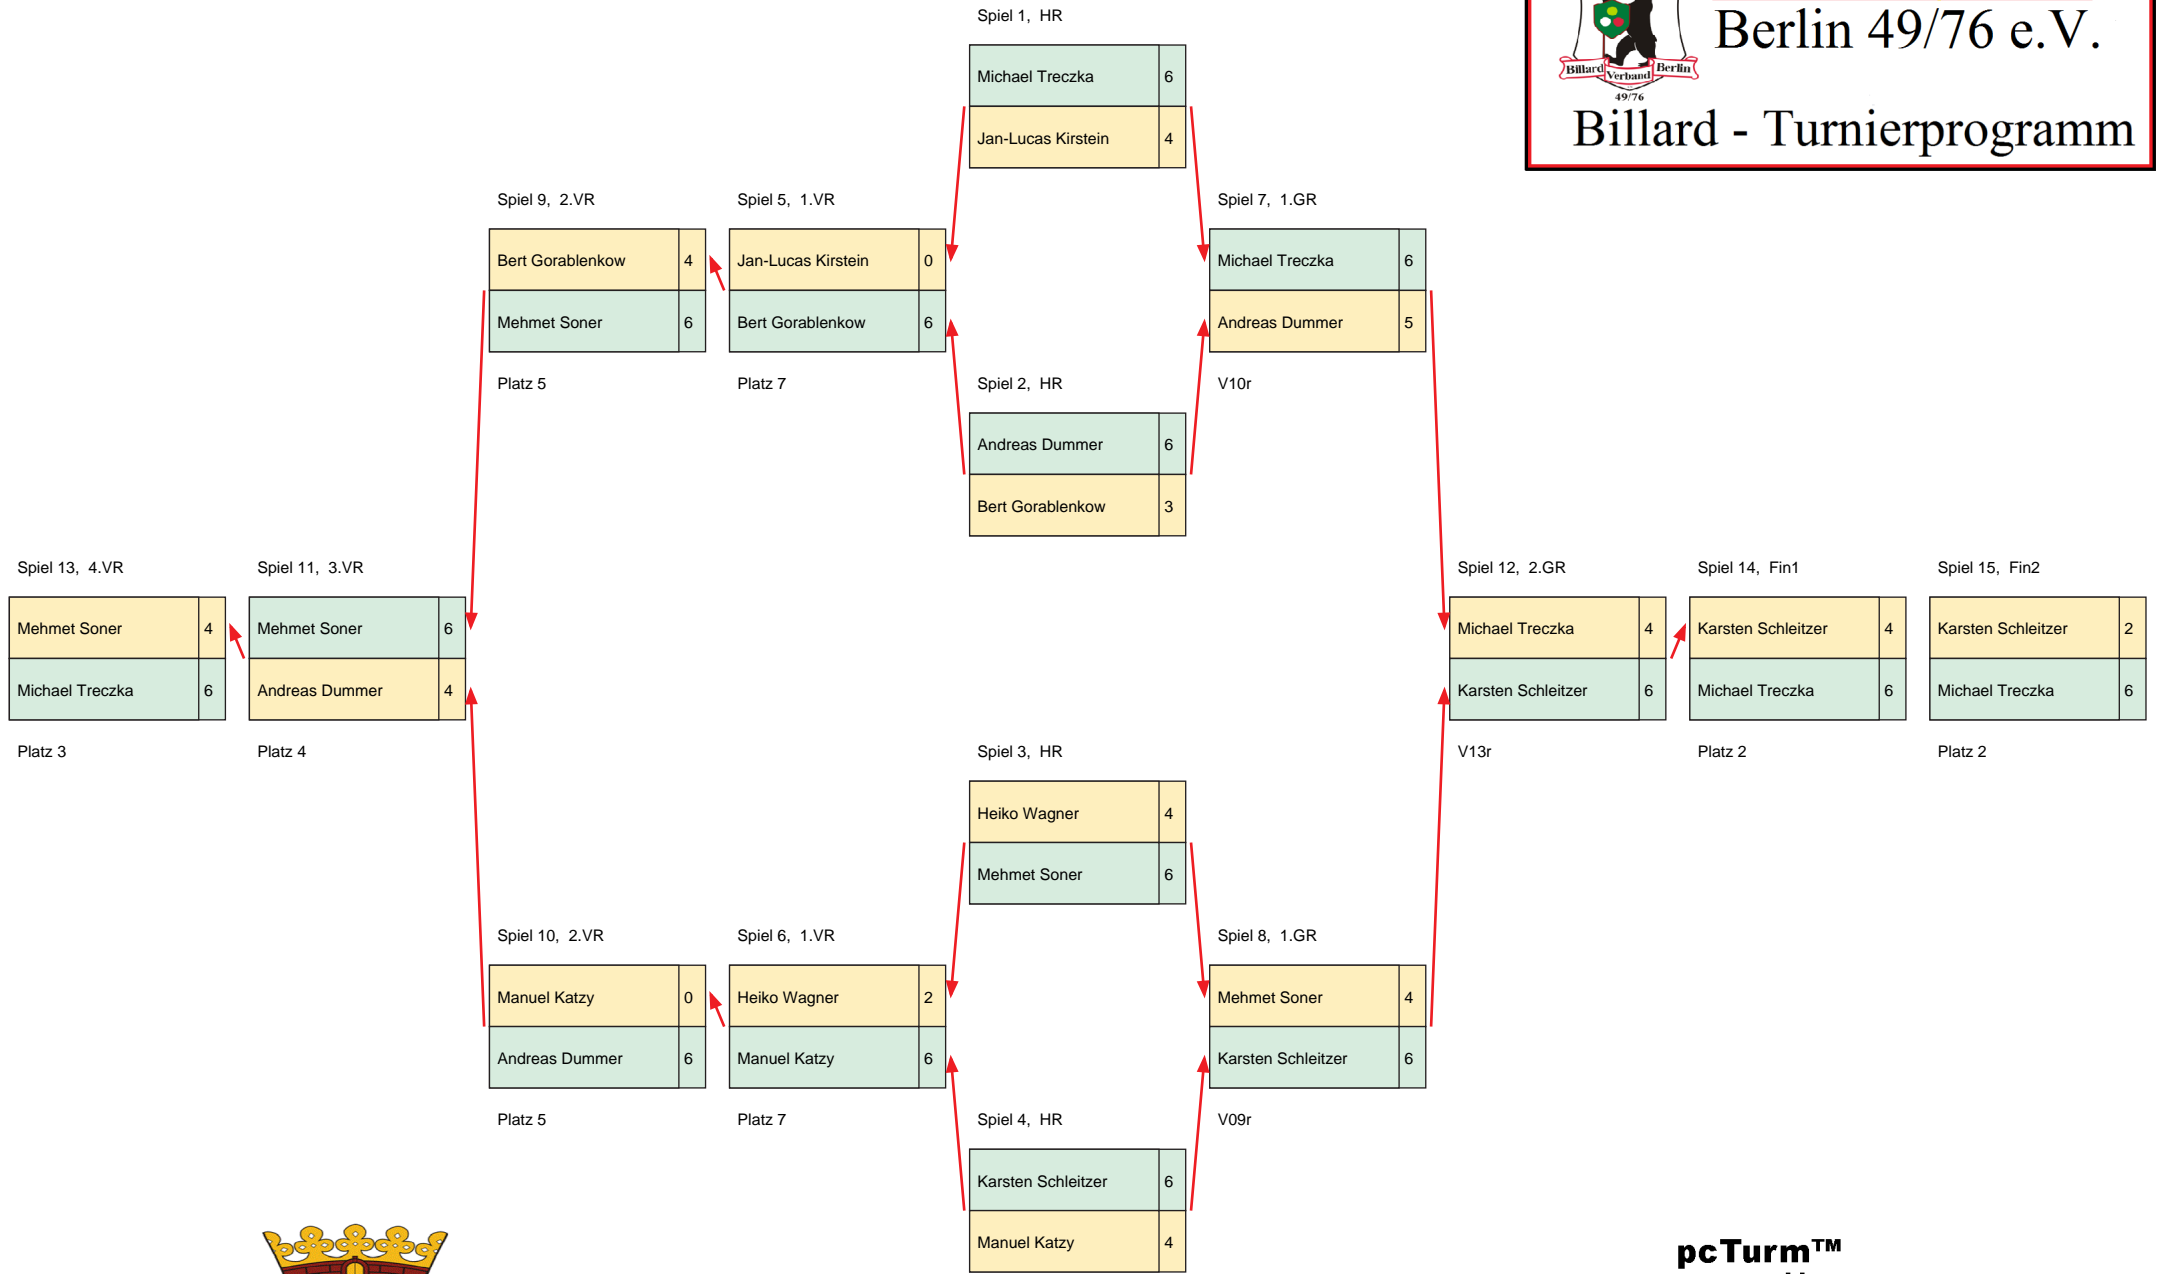 Spiel 1, HR
Michael Treczka 6
Jan-Lucas Kirstein 4
Berlin 49/76 e.V.
Billard Verband Berlin
49/76
Billard - Turnierprogramm
Spiel 9, 2.VR
Bert Gorablenkow 4
Mehmet Soner 6
Platz 5
Spiel 5, 1.VR
Jan-Lucas Kirstein 0
Bert Gorablenkow 6
Platz 7
Spiel 7, 1.GR
Michael Treczka 6
Andreas Dummer 5
V10r
Spiel 2, HR
Andreas Dummer 6
Bert Gorablenkow 3
Spiel 13, 4.VR
Mehmet Soner 4
Michael Treczka 6
Platz 3
Spiel 11, 3.VR
Mehmet Soner 6
Andreas Dummer 4
Platz 4
Spiel 12, 2.GR
Michael Treczka 4
Karsten Schleitzer 6
V13r
Spiel 14, Fin1
Karsten Schleitzer 4
Michael Treczka 6
Platz 2
Spiel 15, Fin2
Karsten Schleitzer 2
Michael Treczka 6
Platz 2
Spiel 3, HR
Heiko Wagner 4
Mehmet Soner 6
Spiel 10, 2.VR
Manuel Katzy 0
Andreas Dummer 6
Platz 5
Spiel 6, 1.VR
Heiko Wagner 2
Manuel Katzy 6
Platz 7
Spiel 8, 1.GR
Mehmet Soner 4
Karsten Schleitzer 6
V09r
Spiel 4, HR
Karsten Schleitzer 6
Manuel Katzy 4
pcTurm™